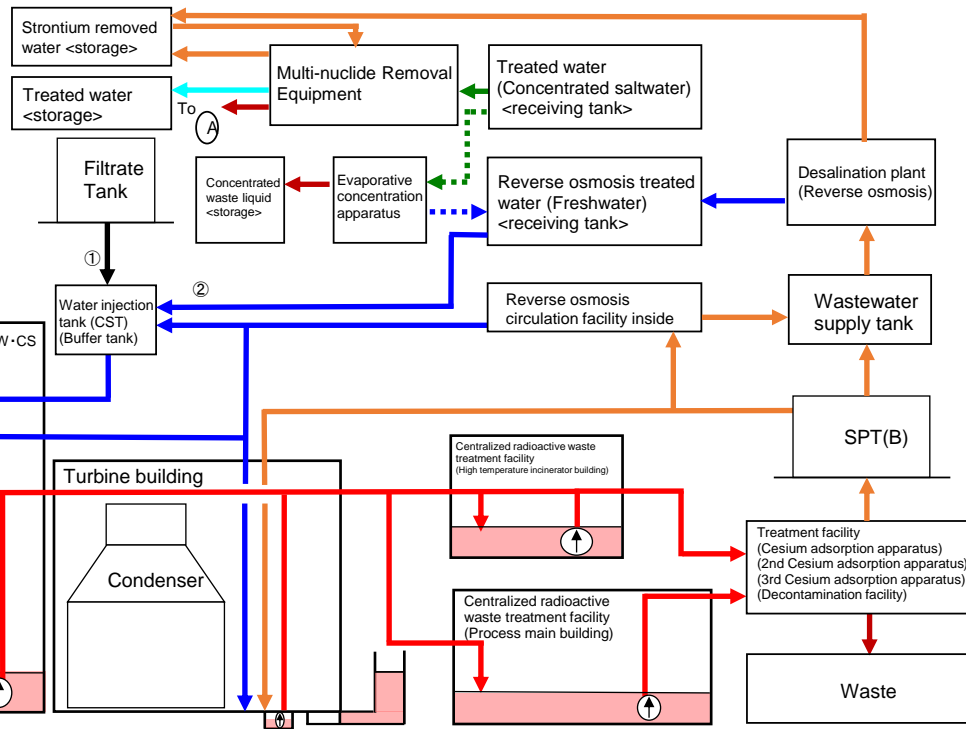 Strontium removed
water <storage>
Multi-nuclide Removal
Equipment
Treated water
(Concentrated saltwater)
<receiving tank>
Treated water
<storage>
To
A
Filtrate
Tank
Concentrated
waste liquid
<storage>
Evaporative
concentration
apparatus
Reverse osmosis treated
water (Freshwater)
<receiving tank>
Desalination plant
(Reverse osmosis)
①
②
Water injection
tank (CST)
(Buffer tank)
Reverse osmosis
circulation facility inside
Wastewater
supply tank
W・CS
SPT(B)
Centralized radioactive waste
treatment facility
(High temperature incinerator building)
Turbine building
Condenser
Treatment facility
(Cesium adsorption apparatus)
(2nd Cesium adsorption apparatus)
(3rd Cesium adsorption apparatus)
(Decontamination facility)
Centralized radioactive
waste treatment facility
(Process main building)
Waste